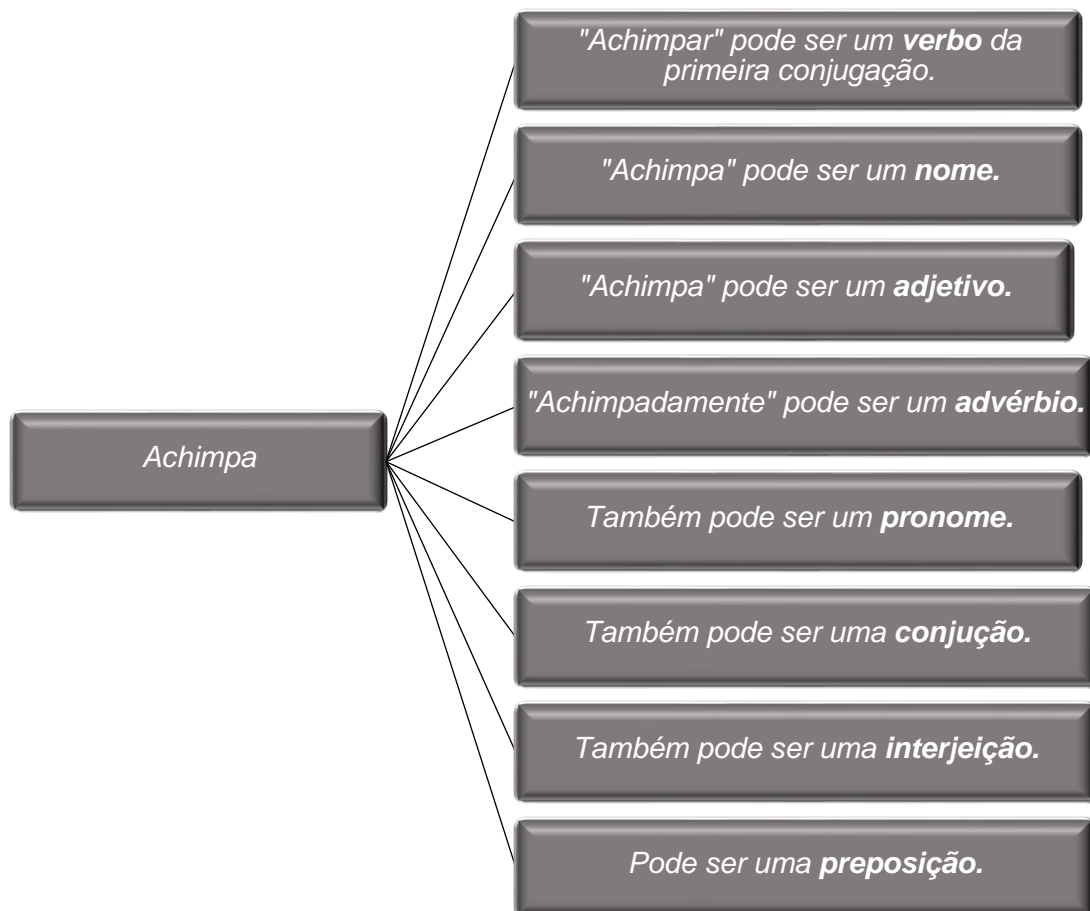 "Achimpar" pode ser um verbo da
primeira conjugação.
"Achimpa" pode ser um nome.
"Achimpa" pode ser um adjetivo.
"Achimpadamente" pode ser um advérbio.
Achimpa
Também pode ser um pronome.
Também pode ser uma conjução.
Também pode ser uma interjeição.
Pode ser uma preposição.